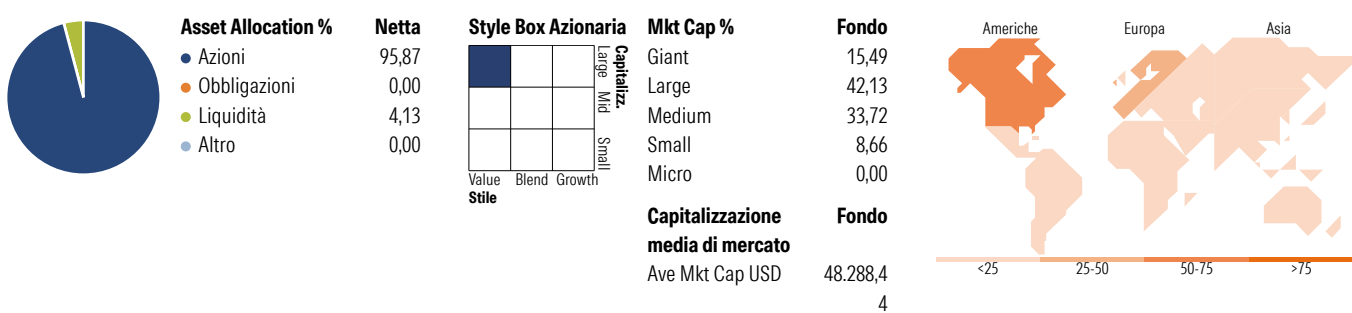 Asset Allocation % Netta
Azioni 95,87
Obbligazioni 0,00
Liquidità 4,13
Altro 0,00
Style Box Azionaria
Capitalizz.
Large Mid Small
Value Blend Growth
Stile
Mkt Cap % Fondo
Giant 15,49
Large 42,13
Medium 33,72
Small 8,66
Micro 0,00
Capitalizzazione Fondo
media di mercato
Ave Mkt Cap USD 48.288,4
4
Americhe Europa Asia
<25 25-50 50-75 >75